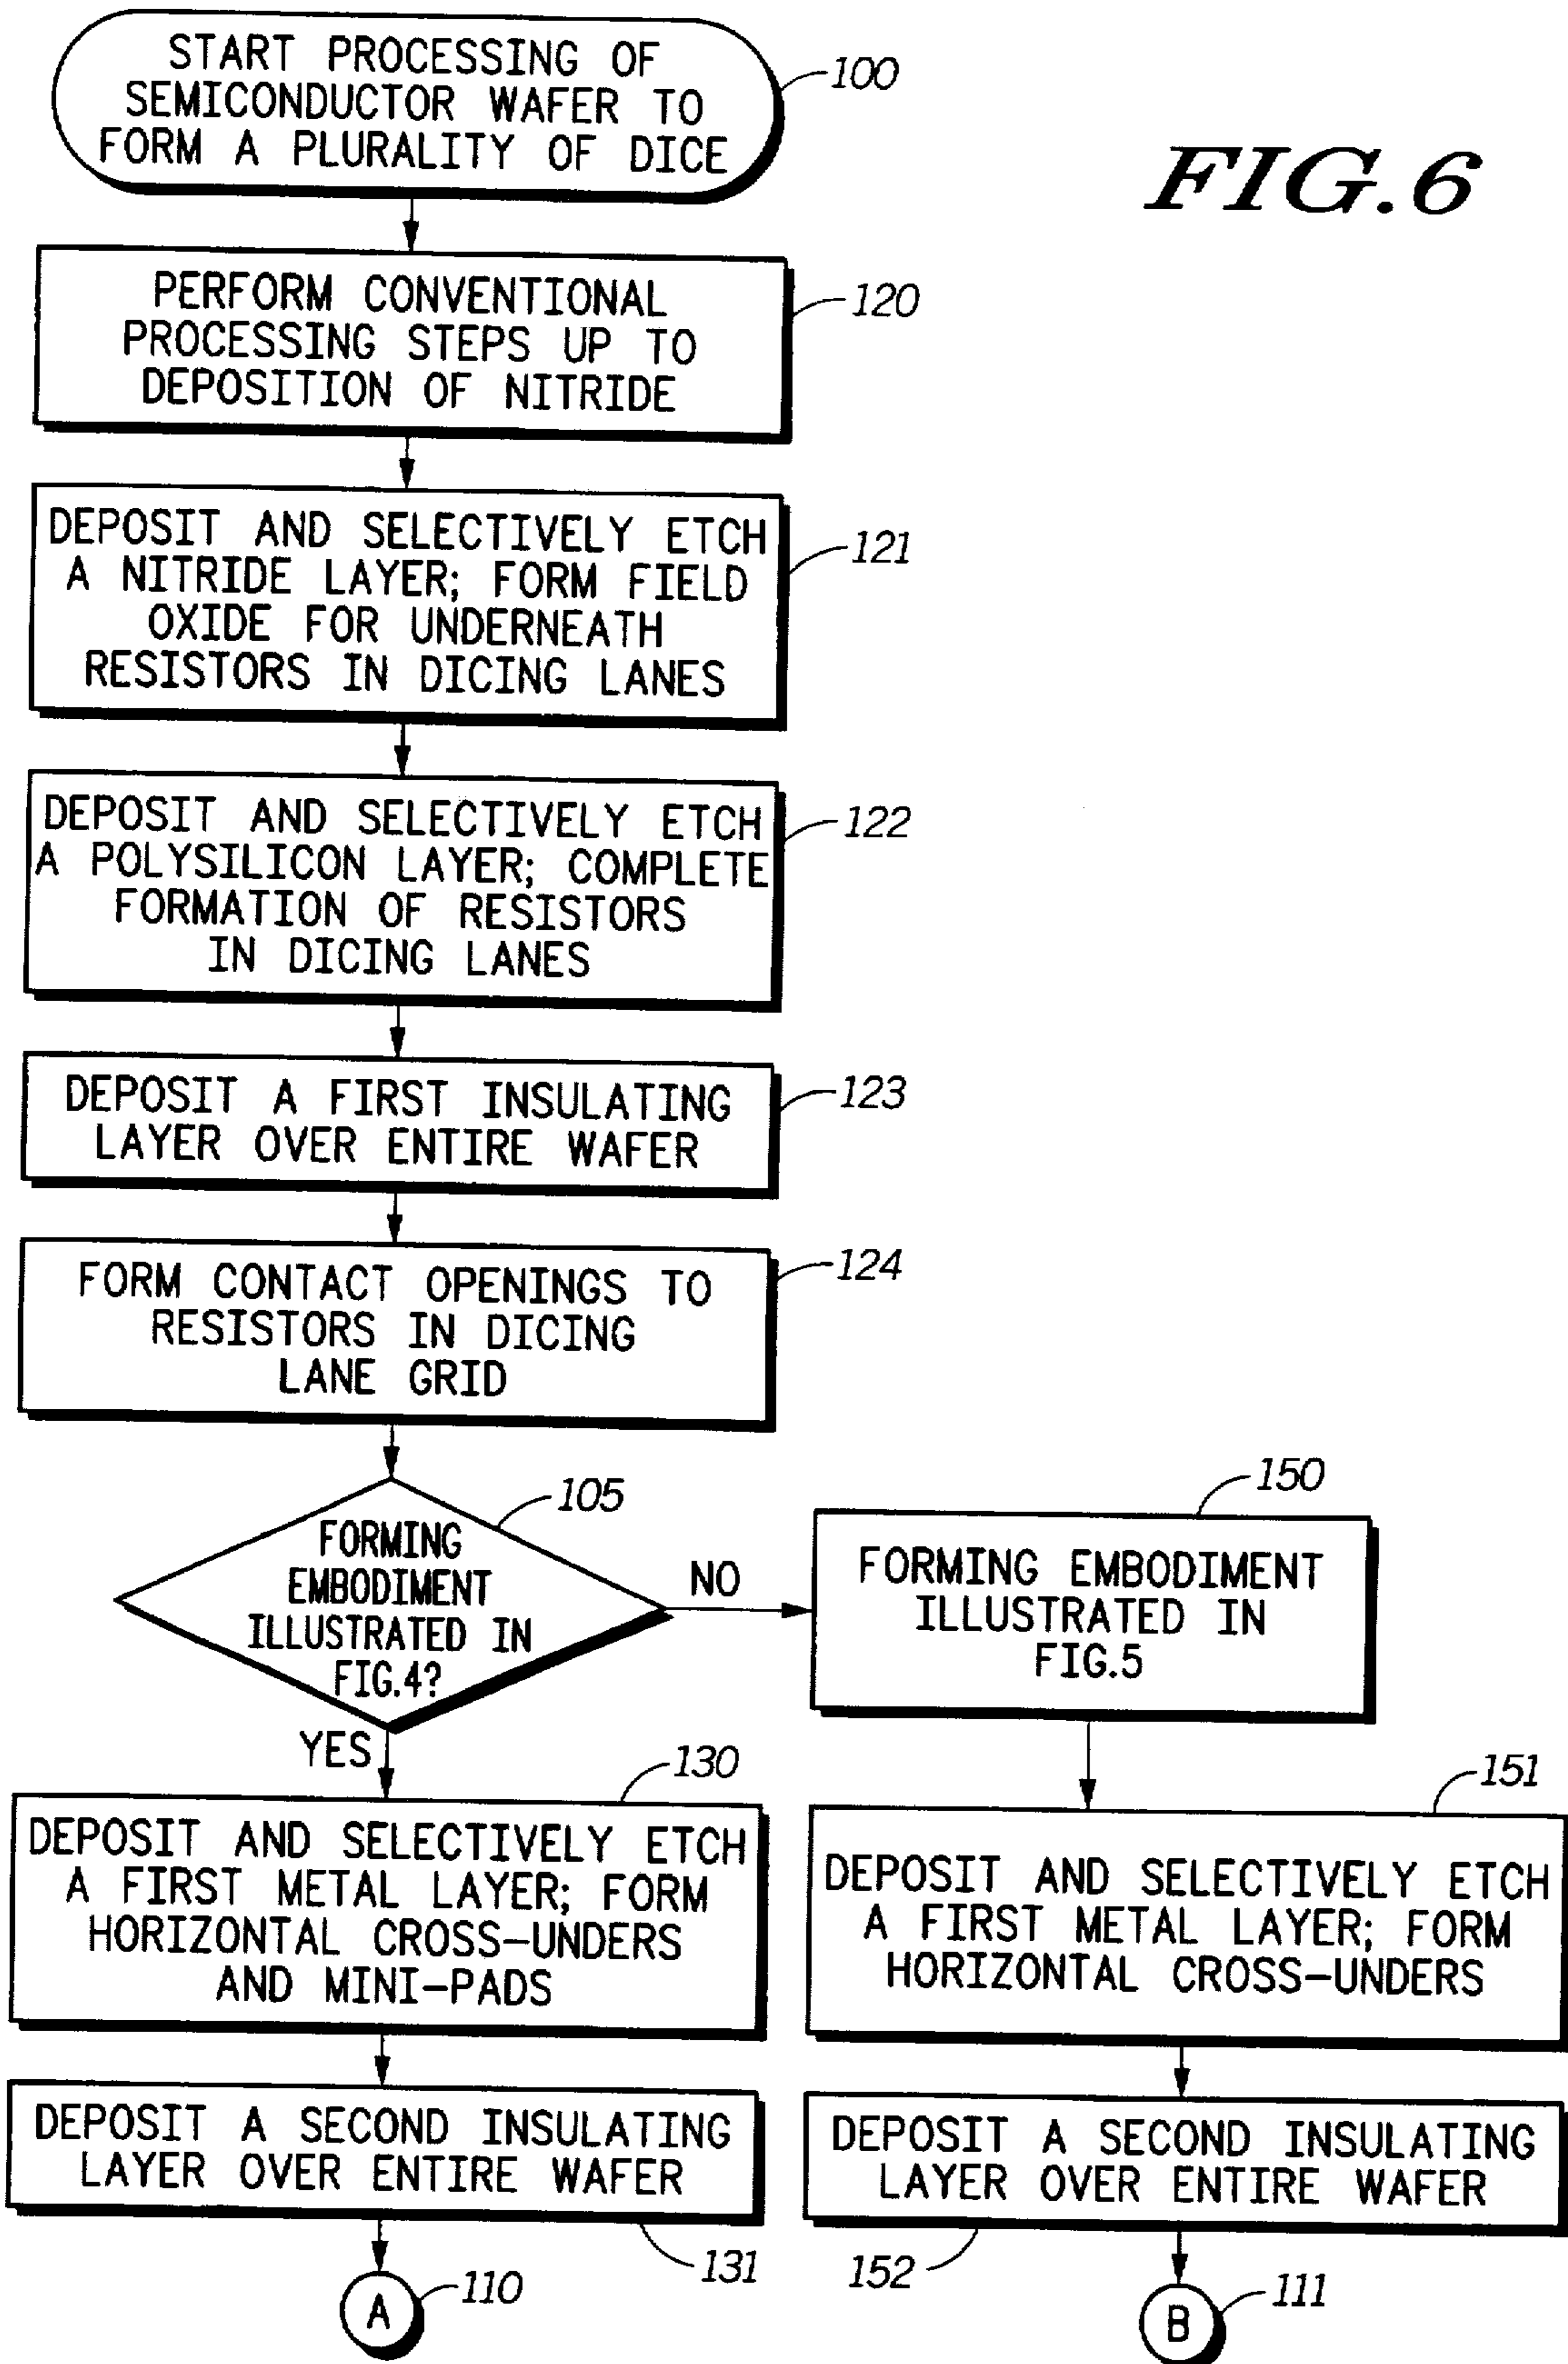 START PROCESSING OF
SEMICONDUCTOR WAFER TO
FORM A PLURALITY OF DICE
100
FIG.6
PERFORM CONVENTIONAL
PROCESSING STEPS UP TO
DEPOSITION OF NITRIDE
120
DEPOSIT AND SELECTIVELY ETCH
A NITRIDE LAYER; FORM FIELD
OXIDE FOR UNDERNEATH
RESISTORS IN DICING LANES
121
DEPOSIT AND SELECTIVELY ETCH
A POLYSILICON LAYER; COMPLETE
FORMATION OF RESISTORS
IN DICING LANES
122
DEPOSIT A FIRST INSULATING
LAYER OVER ENTIRE WAFER
123
FORM CONTACT OPENINGS TO
RESISTORS IN DICING
LANE GRID
124
FORMING
EMBODIMENT
ILLUSTRATED IN
FIG.4?
105
NO
YES
FORMING EMBODIMENT
ILLUSTRATED IN
FIG.5
150
DEPOSIT AND SELECTIVELY ETCH
A FIRST METAL LAYER; FORM
HORIZONTAL CROSS-UNDERS
AND MINI-PADS
130
DEPOSIT AND SELECTIVELY ETCH
A FIRST METAL LAYER; FORM
HORIZONTAL CROSS-UNDERS
151
DEPOSIT A SECOND INSULATING
LAYER OVER ENTIRE WAFER
131
DEPOSIT A SECOND INSULATING
LAYER OVER ENTIRE WAFER
152
A
110
B
111